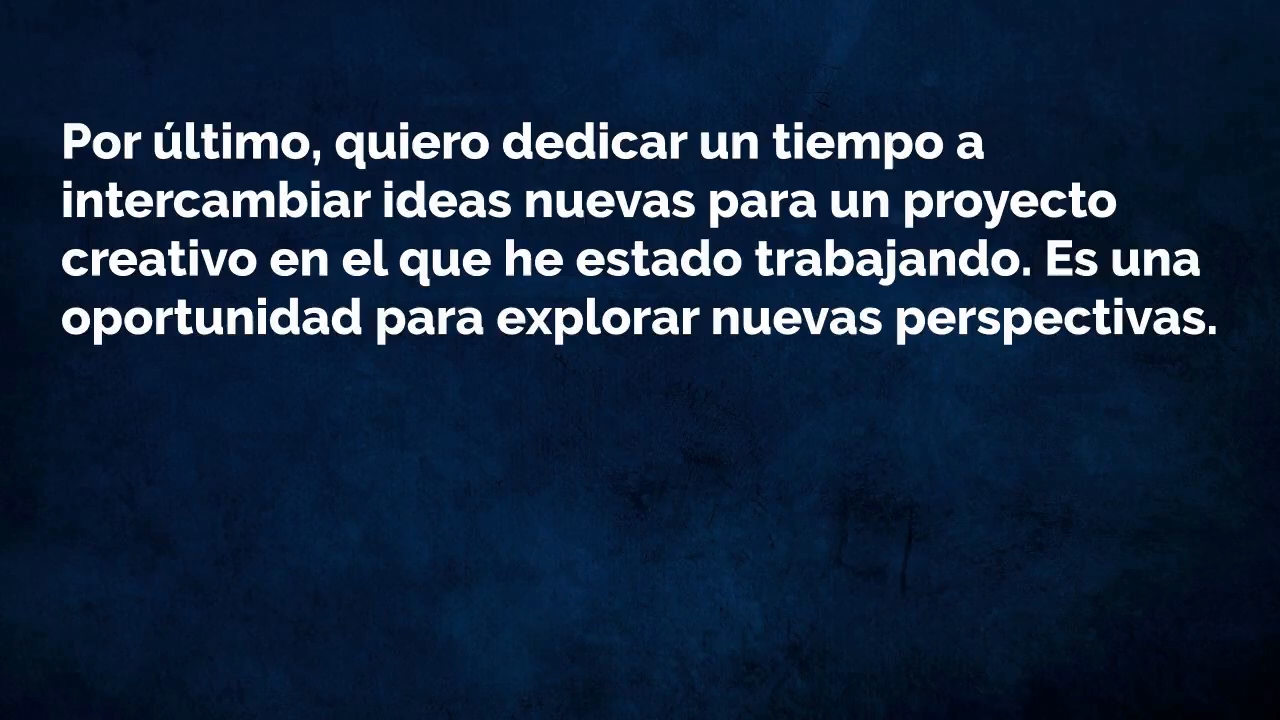 Por último, quiero dedicar un tiempo a
intercambiar ideas nuevas para un proyecto
creativo en el que he estado trabajando. Es una
oportunidad para explorar nuevas perspectivas.